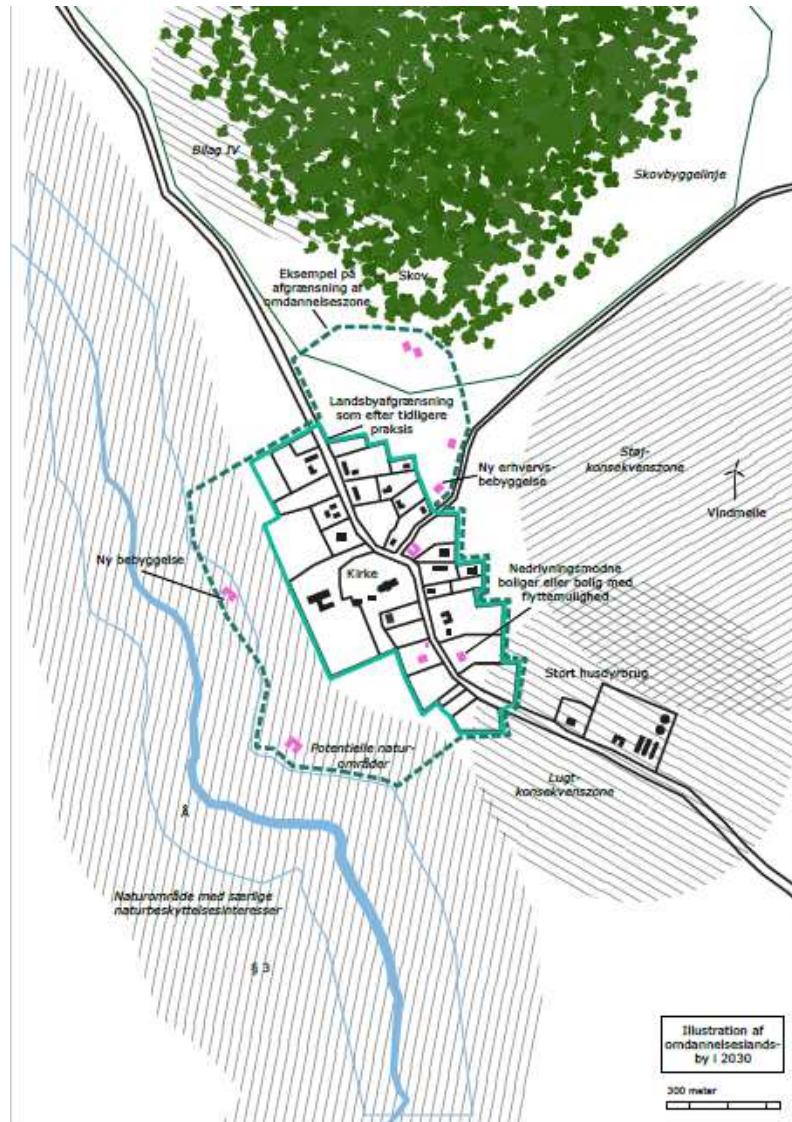 Bilag IV
Skovbyggelinje
Eksempel på
afgrænsning af
omdannelseszone
Skov
Landsbyafgrænsning
som efter tidligere
praksis
Støj-
konsekvenszone
Ny erhvervs-
bebyggelse
Vindmølle
Ny bebyggelse
Kirke
Nedrivningsmodne
boliger eller bolig med
flyttemulighed
Stort husdyrbrug
Potentielle natur-
områder
Lugt-
konsekvenszone
Å
Naturområde med særlige
naturbeskyttelsesinteresser
§ 3
Illustration af
omdannelseslands-
by i 2030
300 meter